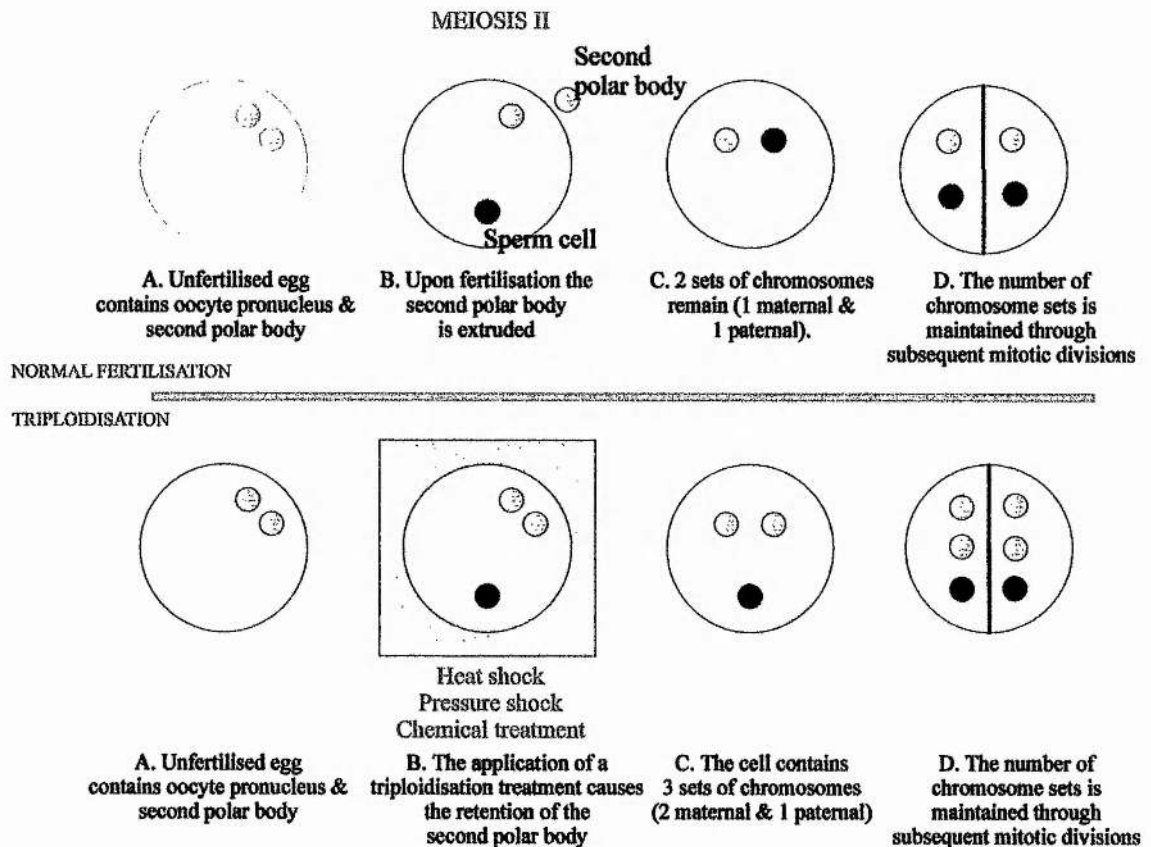 MEIOSIS II
Second
polar body
Sperm cell
A. Unfertilised egg
contains oocyte pronucleus &
second polar body
B. Upon fertilisation the
second polar body
is extruded
C. 2 sets of chromosomes
remain (1 maternal &
1 paternal).
D. The number of
chromosome sets is
maintained through
subsequent mitotic divisions
NORMAL FERTILISATION
TRIPLOIDISATION
Heat shock
Pressure shock
Chemical treatment
A. Unfertilised egg
contains oocyte pronucleus &
second polar body
B. The application of a
triploidisation treatment causes
the retention of the
second polar body
C. The cell contains
3 sets of chromosomes
(2 maternal & 1 paternal)
D. The number of
chromosome sets is
maintained through
subsequent mitotic divisions